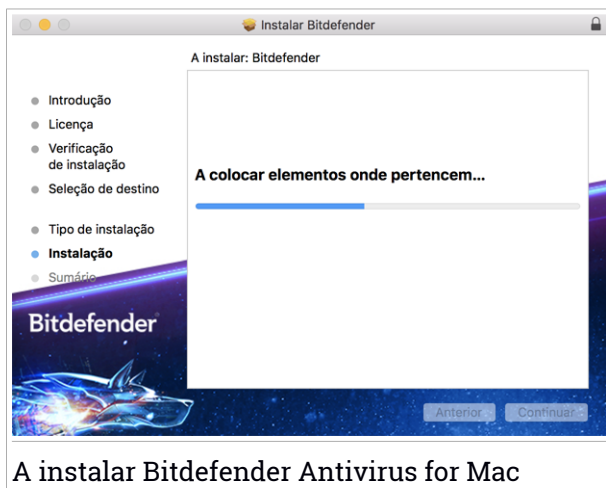 Instalar Bitdefender
A instalar: Bitdefender
Introdução
Licença
Verificação
de instalação
Seleção de destino
Tipo de instalação
Instalação
Sumário
A colocar elementos onde pertencem...
Bitdefender
Anterior
Continuar
A instalar Bitdefender Antivirus for Mac